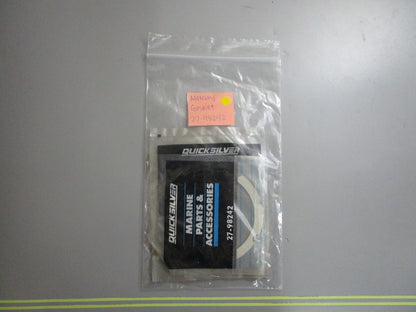 Mercury
Gasket
27-98242
QUICKSILVER
QUICKSILVER
MARINE
PARTS &
ACCESSORIES
27-98242